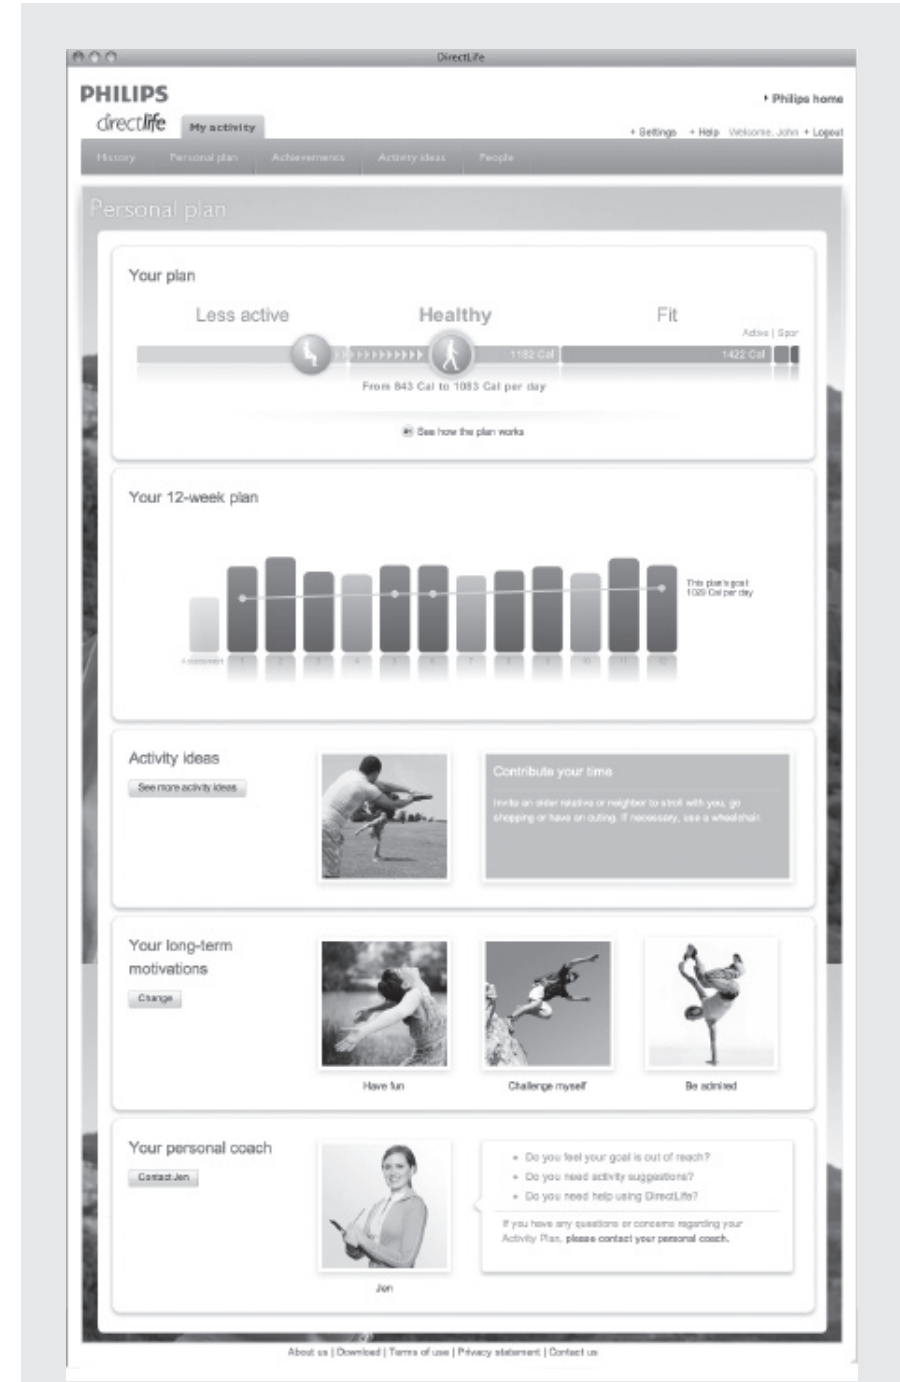 DirectLife
PHILIPS
directlife
My activity
Philips home
+ Settings + Help Welcome, John + Logout
History Personal plan Achievements Activity ideas People
Personal plan
Your plan
Less active Healthy Fit
Active | Spor
1182 Cal 1422 Cal
From 843 Cal to 1083 Cal per day
See how the plan works
Your 12-week plan
This plan's goal:
1029 Cal per day
Assessment 1 2 3 4 5 6 7 8 9 10 11 12
Activity ideas
See more activity ideas
Contribute your time
Invite an older relative or neighbor to stroll with you, go
shopping or have an outing. If necessary, use a wheelchair.
Your long-term
motivations
Change
Have fun Challenge myself Be admired
Your personal coach
Contact Jen
Do you feel your goal is out of reach?
Do you need activity suggestions?
Do you need help using DirectLife?
If you have any questions or concerns regarding your
Activity Plan, please contact your personal coach.
Jen
About us | Download | Terms of use | Privacy statement | Contact us